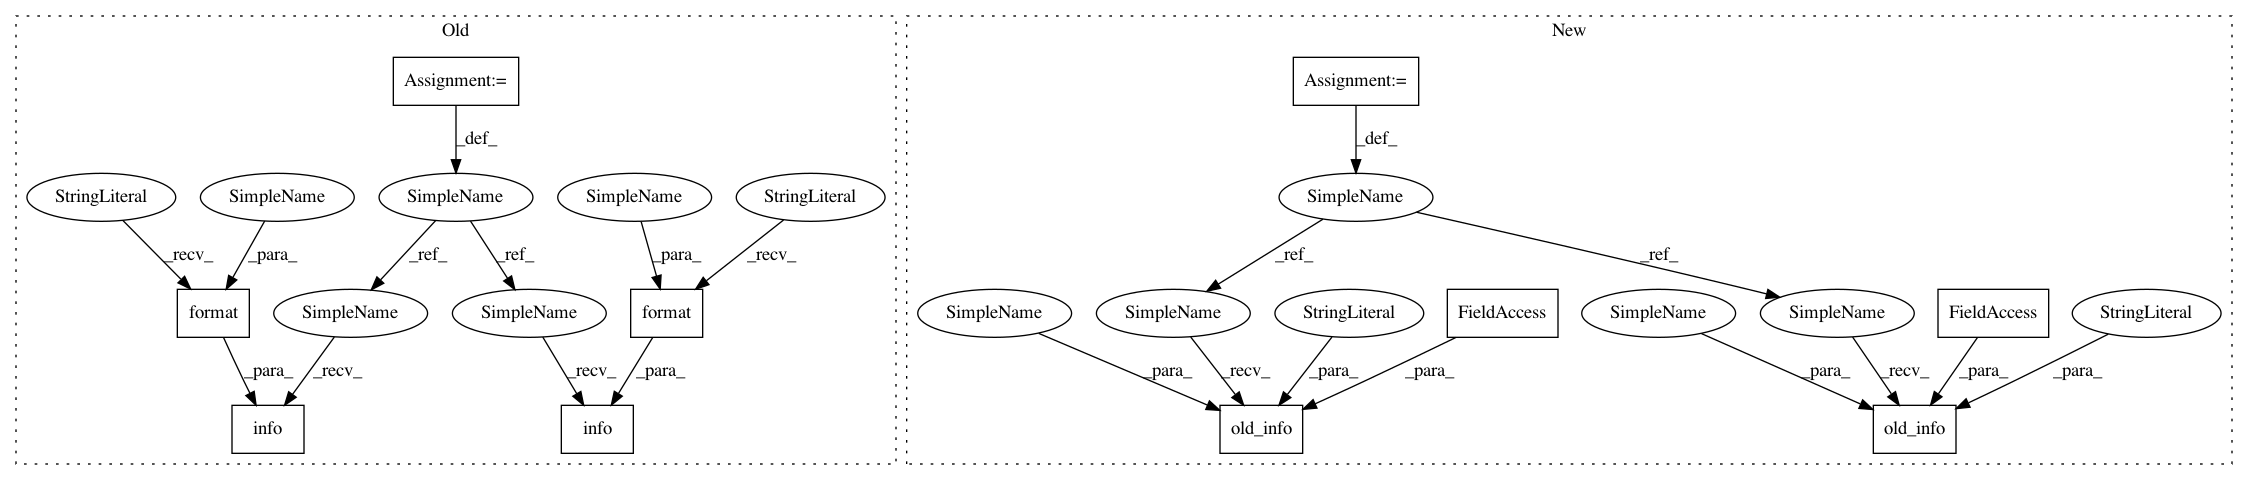 Old
New
Assignment:=
Assignment:=
_def_
_def_
StringLiteral
SimpleName
SimpleName
SimpleName
StringLiteral
SimpleName
_recv_
_para_
_ref_
_ref_
_para_
_recv_
_ref_
_ref_
format
SimpleName
SimpleName
format
SimpleName
SimpleName
StringLiteral
FieldAccess
SimpleName
SimpleName
FieldAccess
StringLiteral
_para_
_recv_
_recv_
_para_
_para_
_recv_
_para_
_para_
_para_
_recv_
_para_
_para_
info
info
old_info
old_info